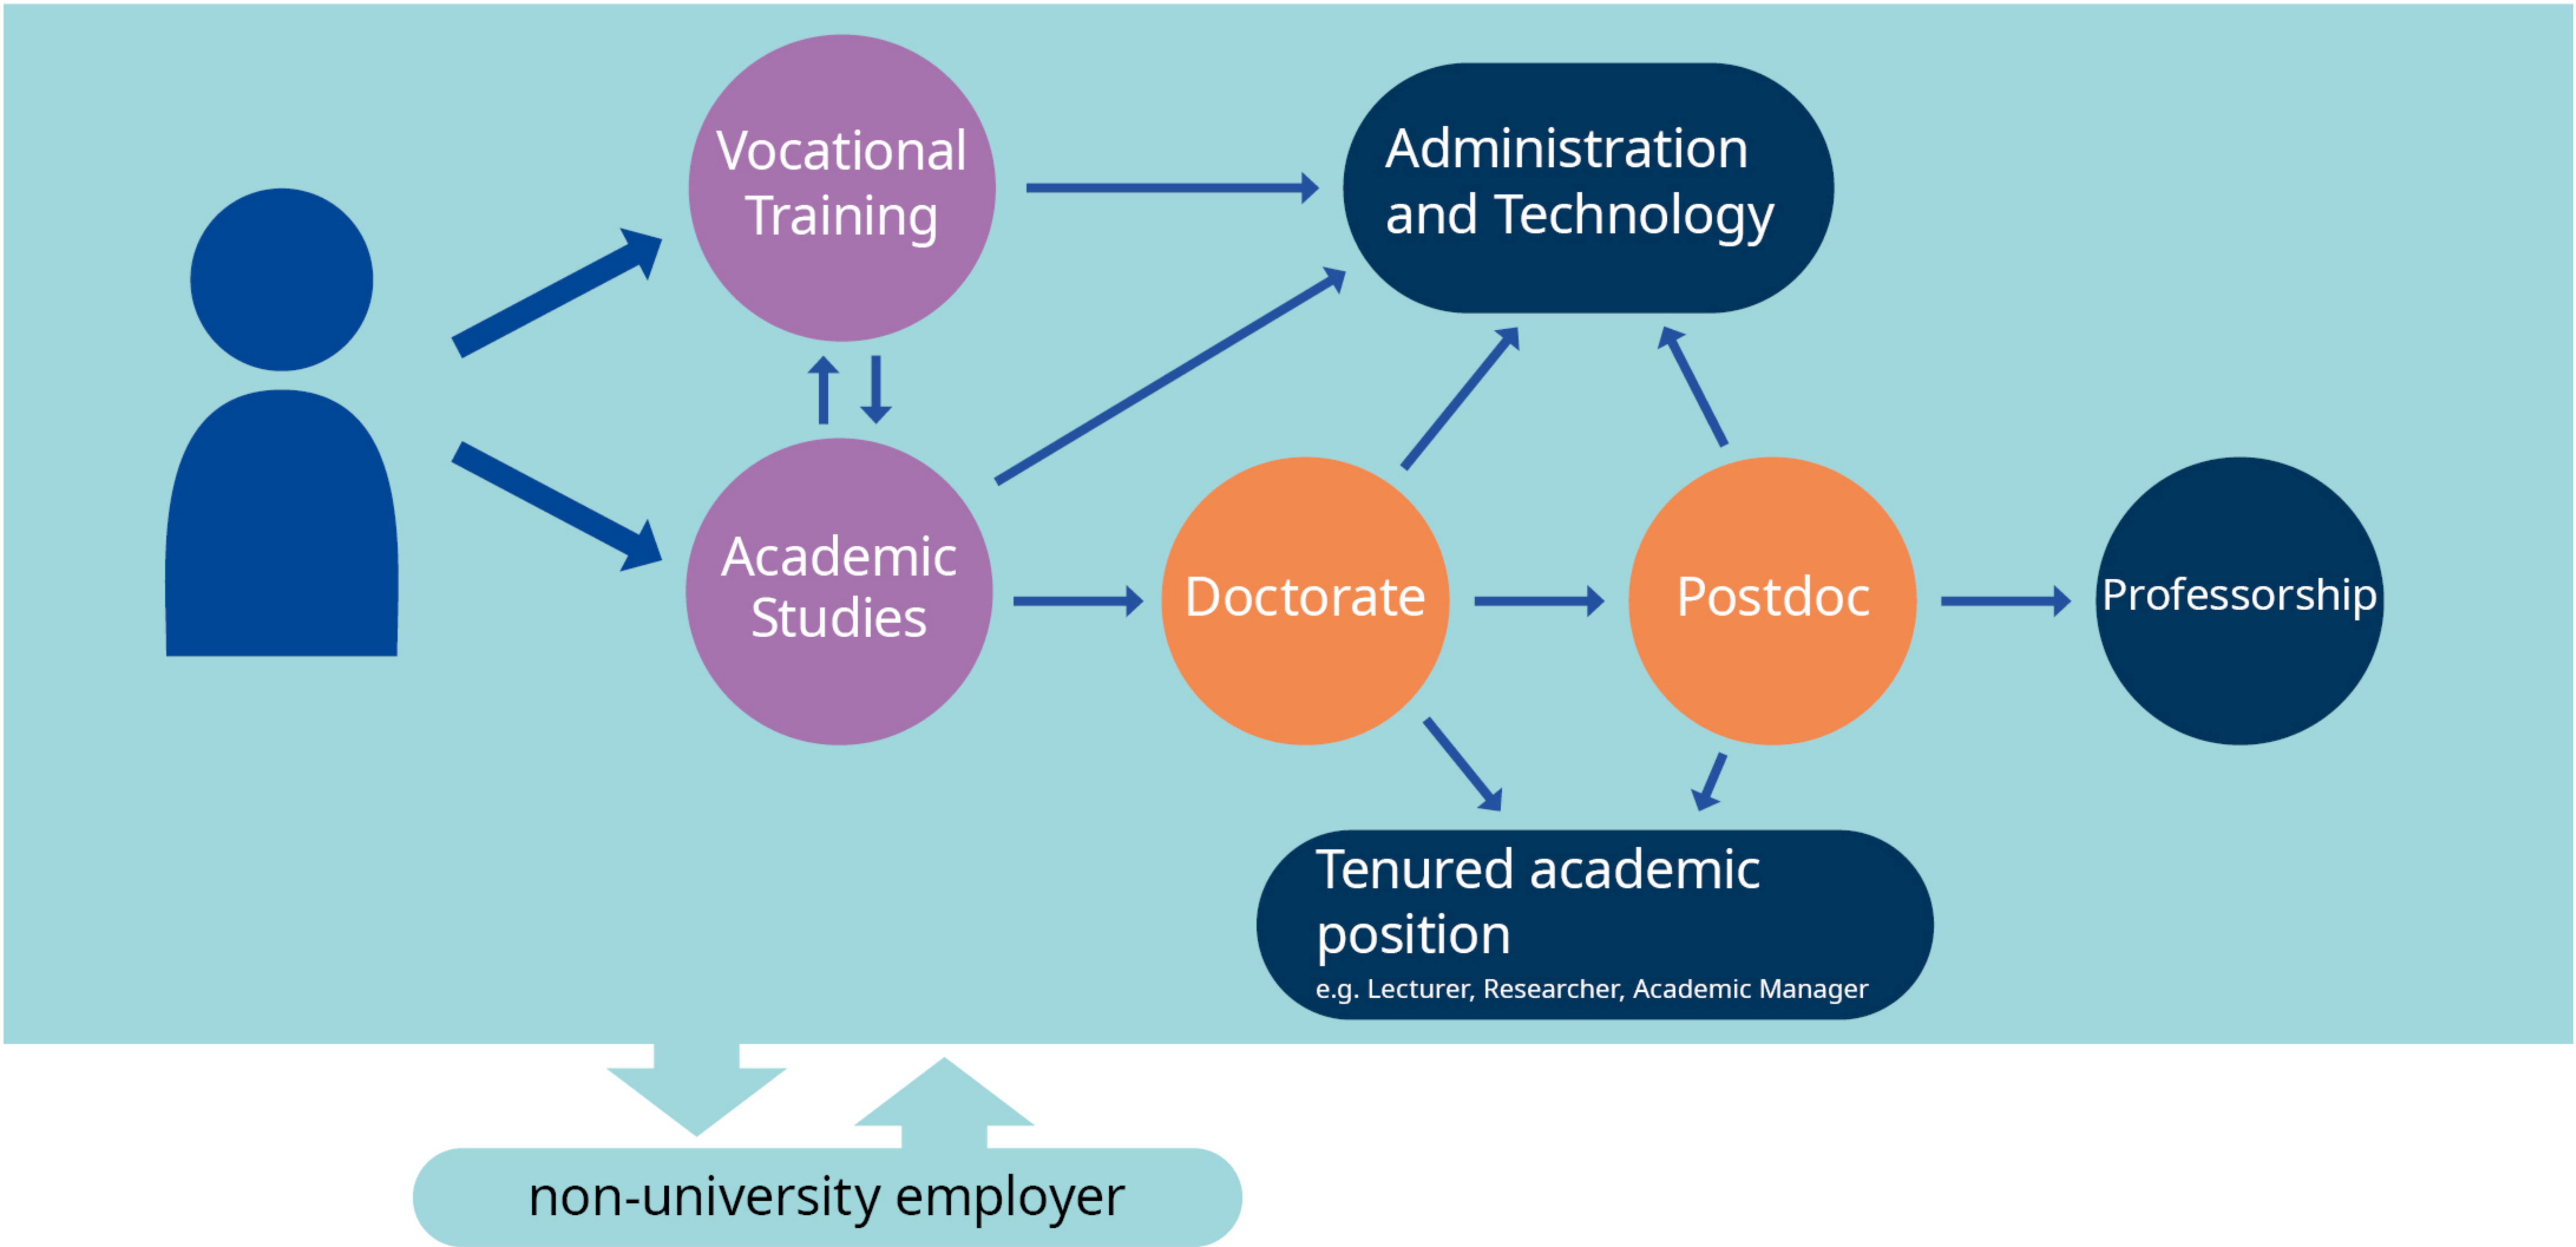 Vocational
Training
Administration
and Technology
Academic
Studies
Doctorate
Postdoc
Professorship
Tenured academic
position
e.g. Lecturer, Researcher, Academic Manager
non-university employer